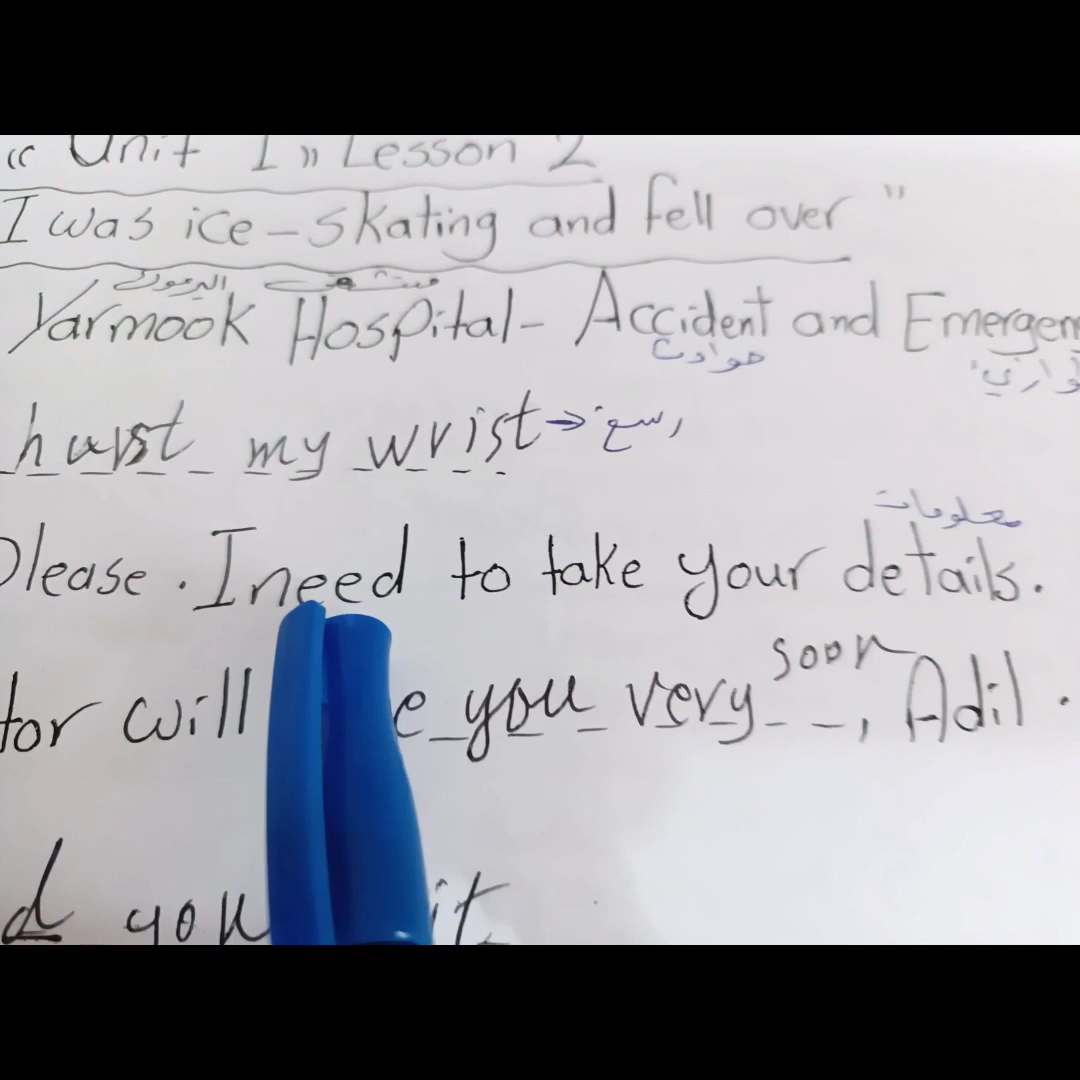 « Unit 1 » Lesson 2
I was ice-skating and fell over "
مستشفى اليرموك
Yarmook Hospital - Accident and Emergen
حوادث
hurst my wrist → رسغ
معلومات
Please . I need to take your details.
soon
tor will e you very _ _, Adil .
d you it